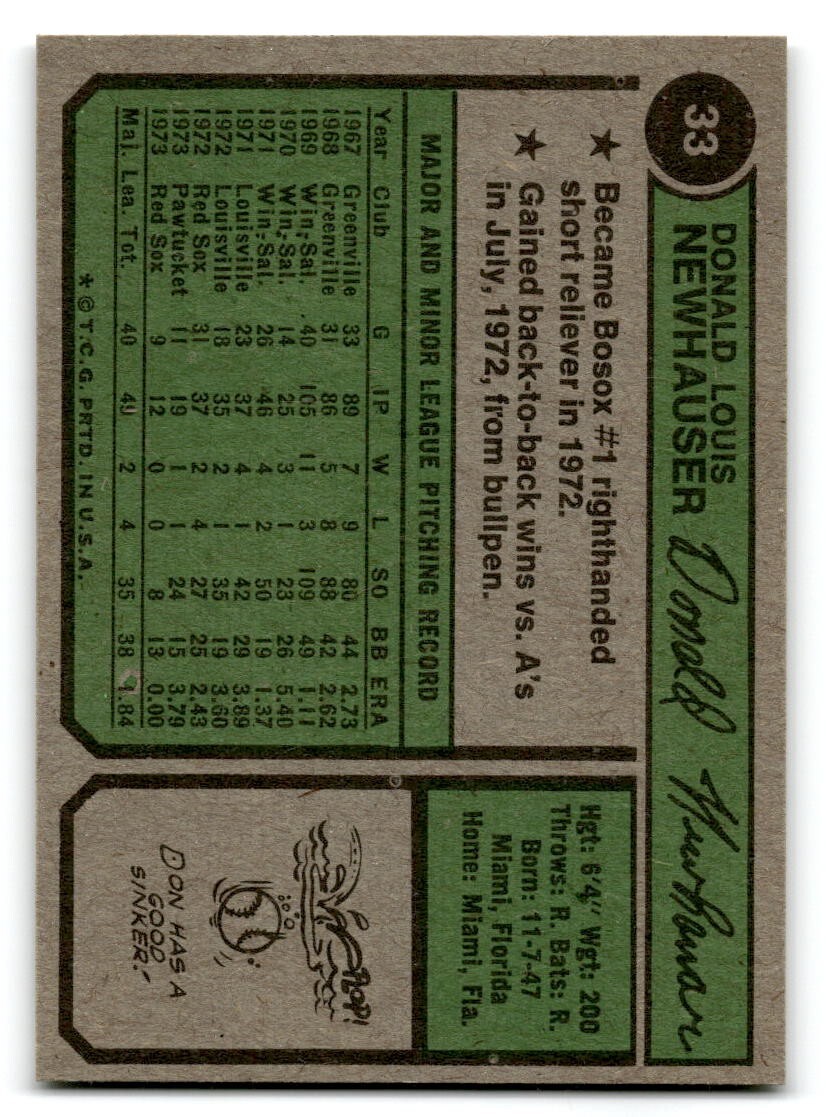 33
DONALD LOUIS
NEWHAUSER Donald Newhauser
★ Became Bosox #1 righthanded
short reliever in 1972.
★ Gained back-to-back wins vs. A's
in July, 1972, from bullpen.
Hgt: 6'4" Wgt: 200
Throws: R. Bats: R.
Born: 11-7-47
Miami, Florida
Home: Miami, Fla.
MAJOR AND MINOR LEAGUE PITCHING RECORD
Year Club G IP W L SO BB ERA
1967 Greenville 33 89 7 9 80 44 2.73
1968 Greenville 31 86 5 8 88 42 2.62
1969 Win.-Sal. 40 105 11 3 109 49 1.11
1970 Win.-Sal. 14 25 3 1 23 26 5.40
1971 Win.-Sal. 26 46 4 2 50 19 1.37
1971 Louisville 23 37 4 1 42 29 3.89
1972 Louisville 18 35 2 1 35 19 3.60
1972 Red Sox 31 37 2 4 27 25 2.43
1973 Pawtucket 11 19 1 1 24 15 3.79
1973 Red Sox 9 12 0 0 8 13 0.00
Maj. Lea. Tot. 40 49 2 4 35 38 1.84
* © T.C.G. PRTD. IN U.S.A.
PLOP!
DON HAS A
GOOD
SINKER!